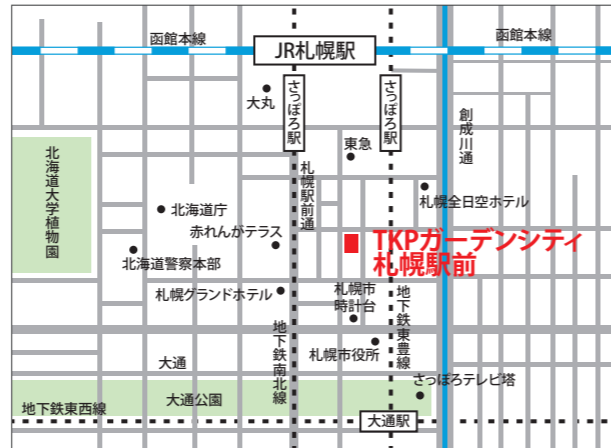 函館本線
函館本線
JR札幌駅
さっぽろ駅
さっぽろ駅
大丸
創成川通
東急
北海道大学植物園
札幌駅前通
札幌全日空ホテル
北海道庁
赤れんがテラス
TKPガーデンシティ
札幌駅前
北海道警察本部
札幌グランドホテル
札幌市
時計台
地下鉄南北線
地下鉄東豊線
札幌市役所
大通
さっぽろテレビ塔
大通公園
地下鉄東西線
大通駅